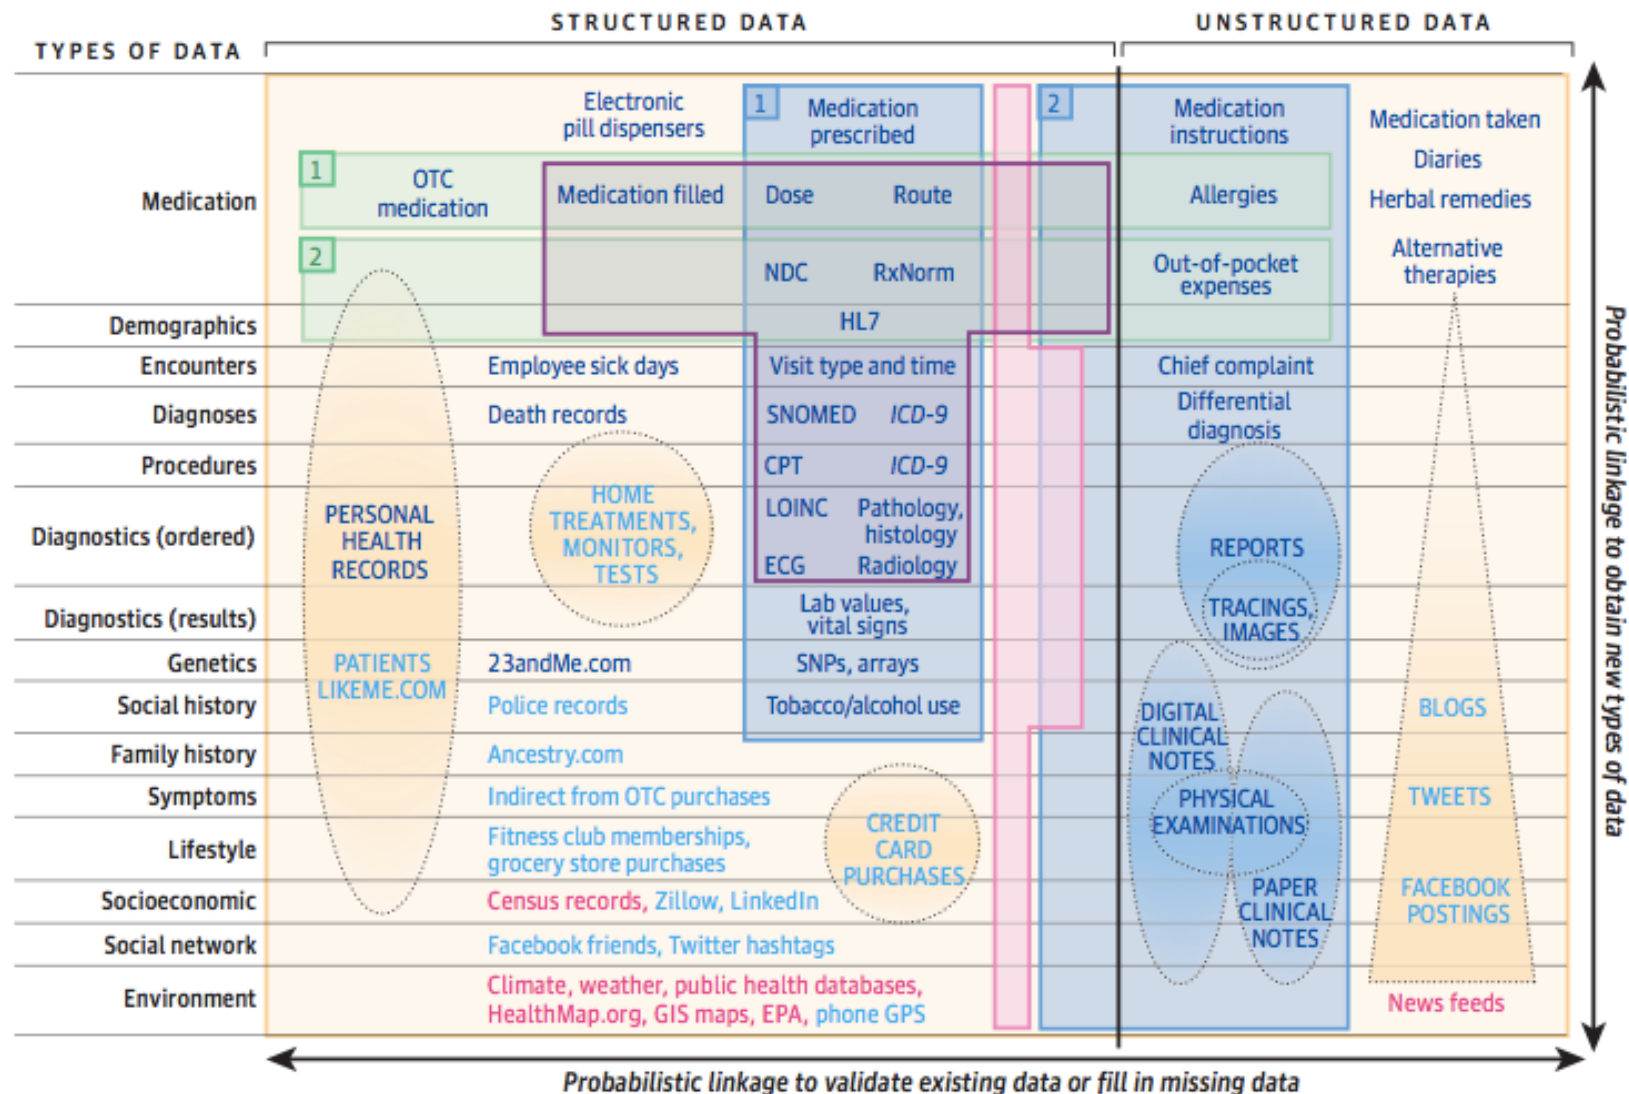 STRUCTURED DATA
UNSTRUCTURED DATA
TYPES OF DATA
Electronic
pill dispensers
1
Medication
prescribed
2
Medication
instructions
Medication taken
Diaries
Herbal remedies
Alternative
therapies
Medication
1
OTC
medication
Medication filled
Dose
Route
Allergies
2
NDC
RxNorm
Out-of-pocket
expenses
Demographics
HL7
Encounters
Employee sick days
Visit type and time
Chief complaint
Diagnoses
Death records
SNOMED
ICD-9
Differential
diagnosis
Procedures
CPT
ICD-9
Diagnostics (ordered)
PERSONAL
HEALTH
RECORDS
HOME
TREATMENTS,
MONITORS,
TESTS
LOINC
Pathology,
histology
ECG
Radiology
REPORTS
Diagnostics (results)
Lab values,
vital signs
TRACINGS,
IMAGES
Genetics
PATIENTS
LIKEME.COM
23andMe.com
SNPs, arrays
Social history
Police records
Tobacco/alcohol use
DIGITAL
CLINICAL
NOTES
BLOGS
Family history
Ancestry.com
Symptoms
Indirect from OTC purchases
PHYSICAL
EXAMINATIONS
TWEETS
Lifestyle
Fitness club memberships,
grocery store purchases
CREDIT
CARD
PURCHASES
Socioeconomic
Census records, Zillow, LinkedIn
PAPER
CLINICAL
NOTES
FACEBOOK
POSTINGS
Social network
Facebook friends, Twitter hashtags
Environment
Climate, weather, public health databases,
HealthMap.org, GIS maps, EPA, phone GPS
News feeds
Probabilistic linkage to obtain new types of data
Probabilistic linkage to validate existing data or fill in missing data